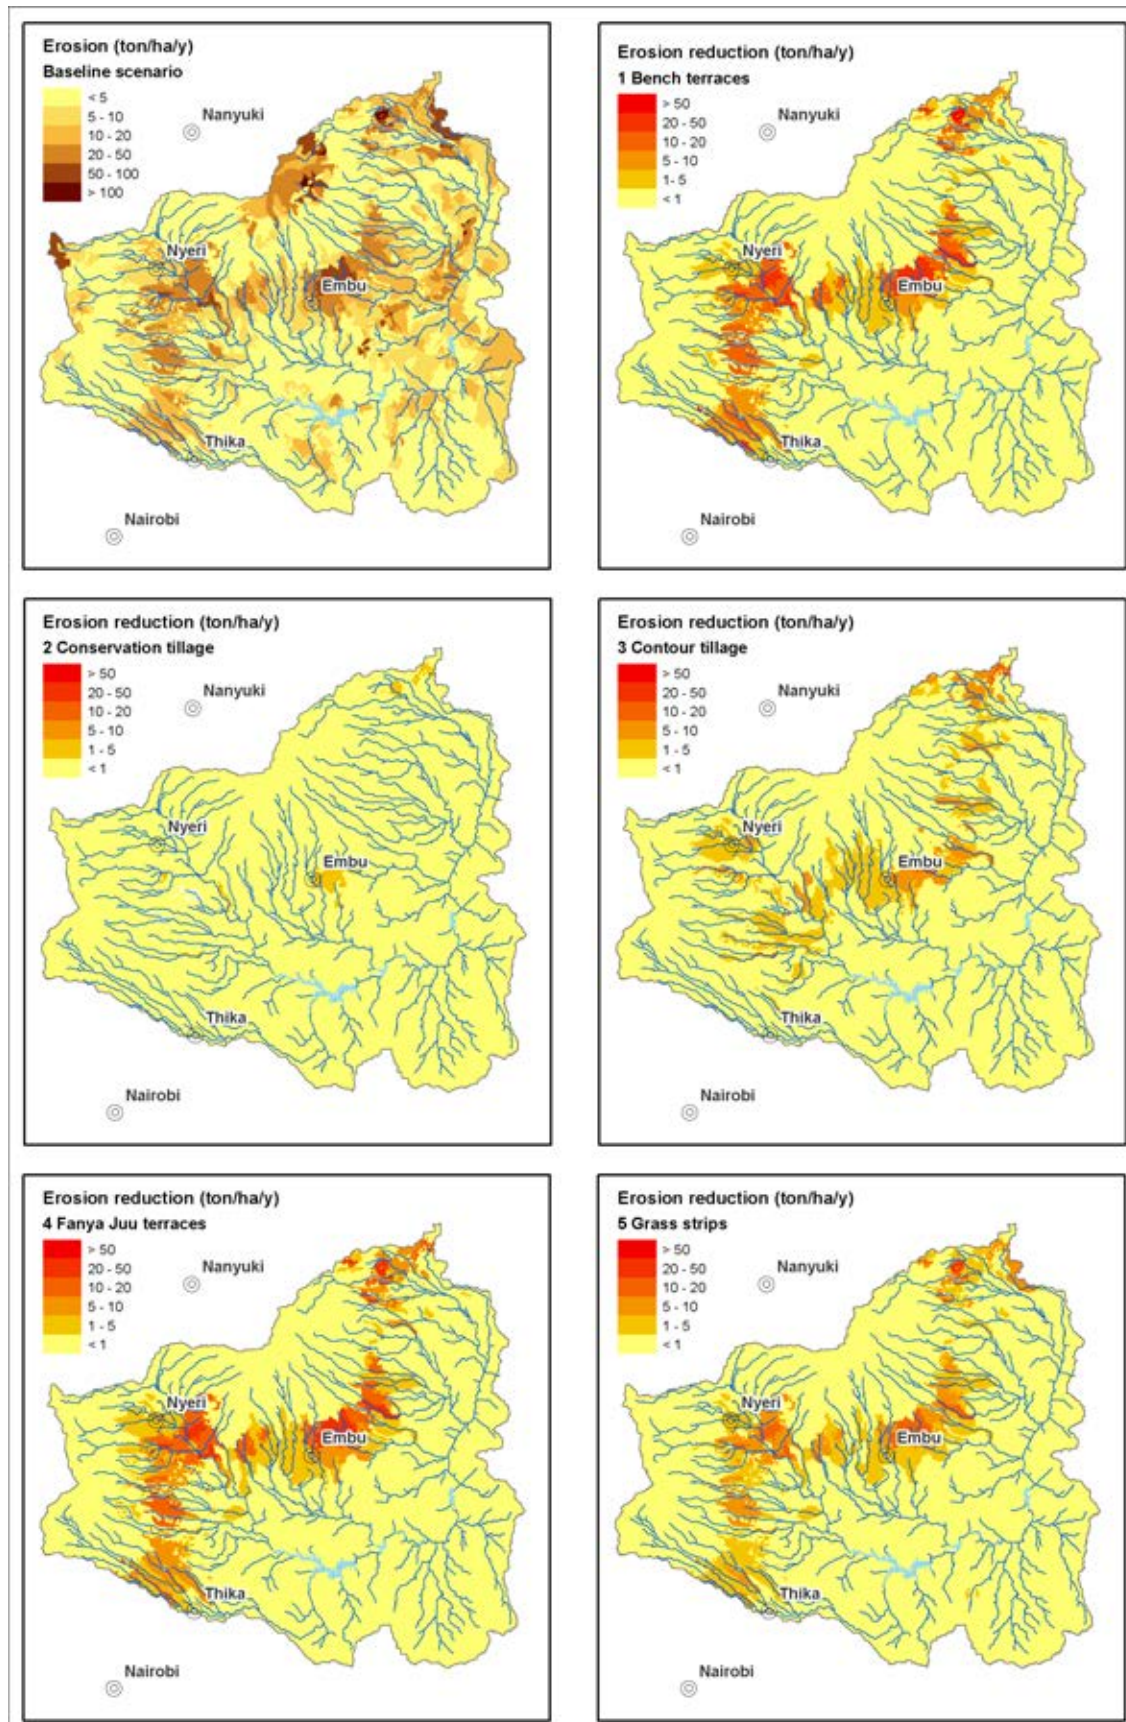 Erosion (ton/ha/y)
Baseline scenario
< 5
5 - 10
10 - 20
20 - 50
50 - 100
> 100
Nanyuki
Nyeri
Embu
Thika
Nairobi
Erosion reduction (ton/ha/y)
1 Bench terraces
> 50
20 - 50
10 - 20
5 - 10
1 - 5
< 1
Nanyuki
Nyeri
Embu
Thika
Nairobi
Erosion reduction (ton/ha/y)
2 Conservation tillage
> 50
20 - 50
10 - 20
5 - 10
1 - 5
< 1
Nanyuki
Nyeri
Embu
Thika
Nairobi
Erosion reduction (ton/ha/y)
3 Contour tillage
> 50
20 - 50
10 - 20
5 - 10
1 - 5
< 1
Nanyuki
Nyeri
Embu
Thika
Nairobi
Erosion reduction (ton/ha/y)
4 Fanya Juu terraces
> 50
20 - 50
10 - 20
5 - 10
1 - 5
< 1
Nanyuki
Nyeri
Embu
Thika
Nairobi
Erosion reduction (ton/ha/y)
5 Grass strips
> 50
20 - 50
10 - 20
5 - 10
1 - 5
< 1
Nanyuki
Nyeri
Embu
Thika
Nairobi